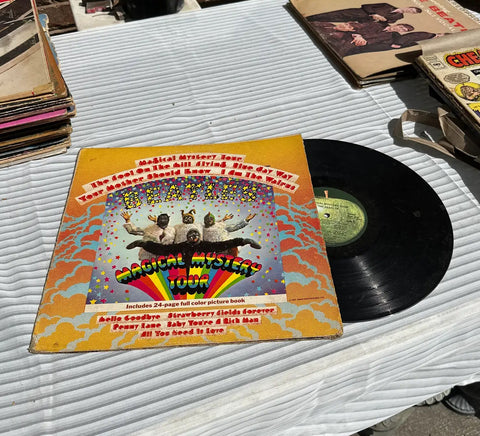 Magical Mystery Tour
The Fool On The Hill Flying Blue Jay Way
Your Mother Should Know I Am The Walrus
BEATLES
MAGICAL MYSTERY
TOUR
Includes 24-page full color picture book
Hello Goodbye Strawberry Fields Forever
Penny Lane Baby You're A Rich Man
All You Need Is Love